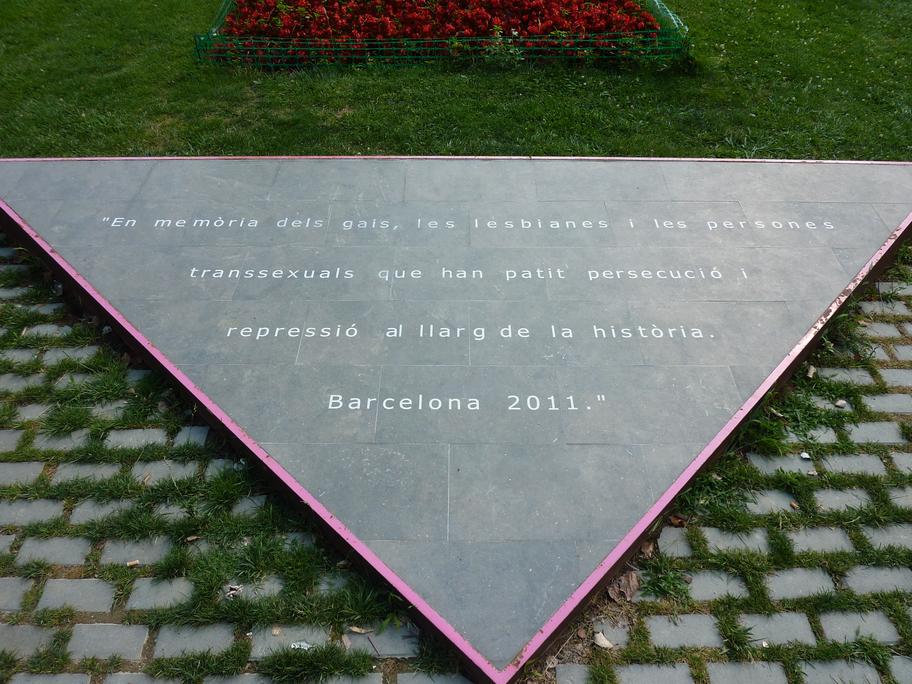 "En memòria dels gais, les lesbianes i les persones
transsexuals que han patit persecució i
repressió al llarg de la història.
Barcelona 2011."